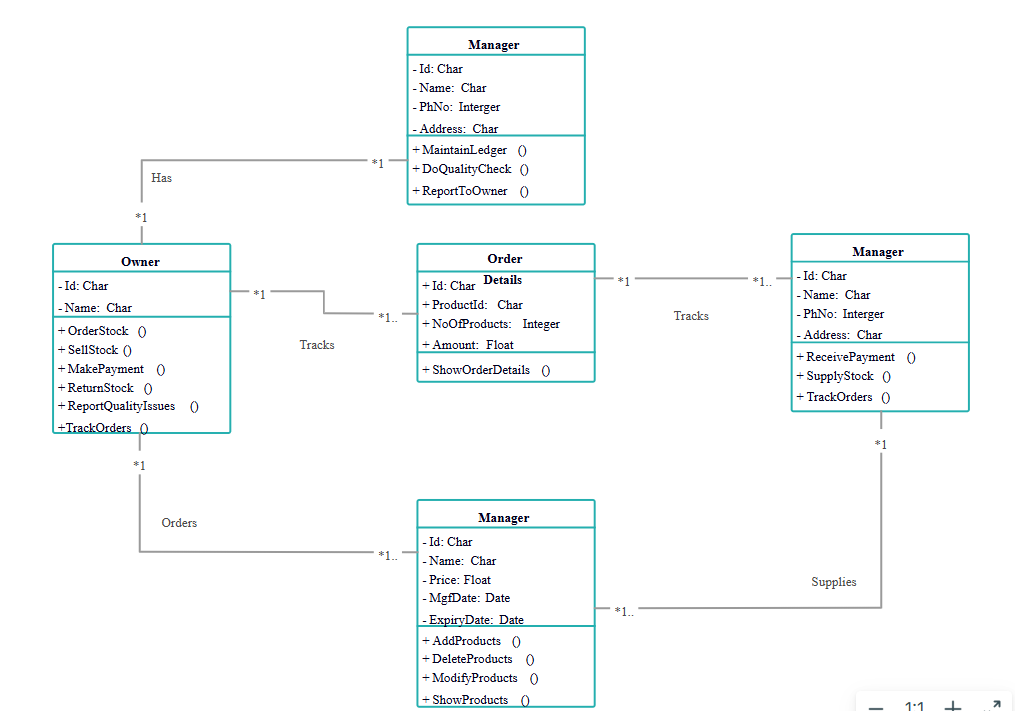 Manager
- Id: Char
- Name: Char
- PhNo: Interger
- Address: Char
+ MaintainLedger ()
+ DoQualityCheck ()
+ ReportToOwner ()
*1
Has
*1
Owner
- Id: Char
- Name: Char
+ OrderStock ()
+ SellStock ()
+ MakePayment ()
+ ReturnStock ()
+ ReportQualityIssues ()
+TrackOrders ()
*1
*1..
Tracks
Order
Details
+ Id: Char
+ ProductId: Char
+ NoOfProducts: Integer
+ Amount: Float
+ ShowOrderDetails ()
*1
*1..
Tracks
Manager
- Id: Char
- Name: Char
- PhNo: Interger
- Address: Char
+ ReceivePayment ()
+ SupplyStock ()
+ TrackOrders ()
*1
*1
Orders
*1..
Manager
- Id: Char
- Name: Char
- Price: Float
- MgfDate: Date
- ExpiryDate: Date
+ AddProducts ()
+ DeleteProducts ()
+ ModifyProducts ()
+ ShowProducts ()
Supplies
*1..
1:1